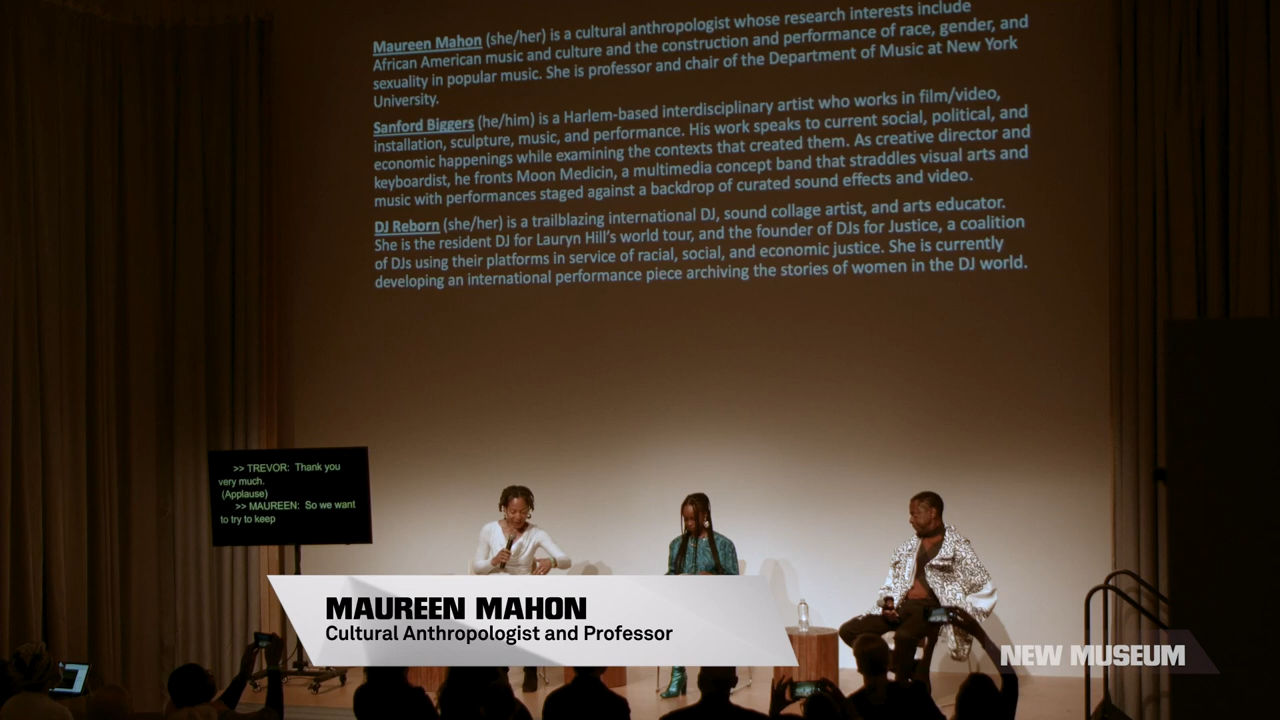 Maureen Mahon (she/her) is a cultural anthropologist whose research interests include
African American music and culture and the construction and performance of race, gender, and
sexuality in popular music. She is professor and chair of the Department of Music at New York
University.
Sanford Biggers (he/him) is a Harlem-based interdisciplinary artist who works in film/video,
installation, sculpture, music, and performance. His work speaks to current social, political, and
economic happenings while examining the contexts that created them. As creative director and
keyboardist, he fronts Moon Medicin, a multimedia concept band that straddles visual arts and
music with performances staged against a backdrop of curated sound effects and video.
DJ Reborn (she/her) is a trailblazing international DJ, sound collage artist, and arts educator.
She is the resident DJ for Lauryn Hill's world tour, and the founder of DJs for Justice, a coalition
of DJs using their platforms in service of racial, social, and economic justice. She is currently
developing an international performance piece archiving the stories of women in the DJ world.
>> TREVOR: Thank you
very much.
(Applause)
>> MAUREEN: So we want
to try to keep
MAUREEN MAHON
Cultural Anthropologist and Professor
NEW MUSEUM